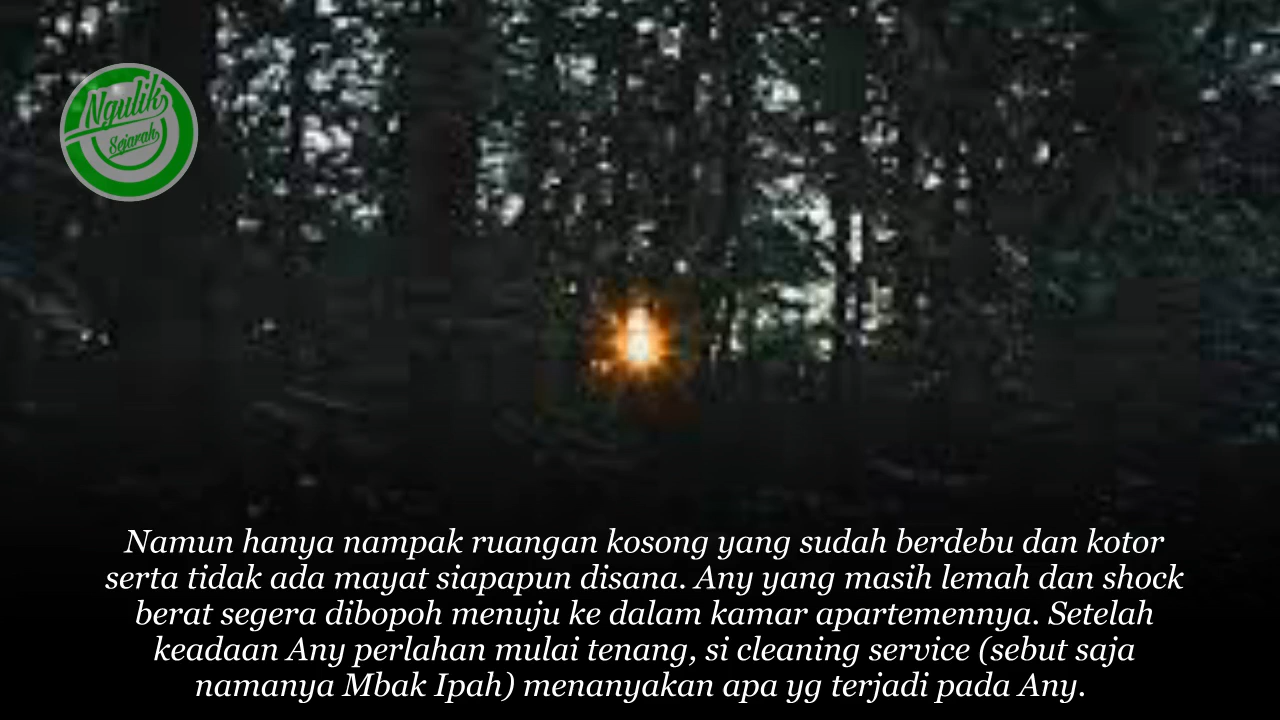 Ngulik
Sejarah
Namun hanya nampak ruangan kosong yang sudah berdebu dan kotor
serta tidak ada mayat siapapun disana. Any yang masih lemah dan shock
berat segera dibopoh menuju ke dalam kamar apartemennya. Setelah
keadaan Any perlahan mulai tenang, si cleaning service (sebut saja
namanya Mbak Ipah) menanyakan apa yg terjadi pada Any.